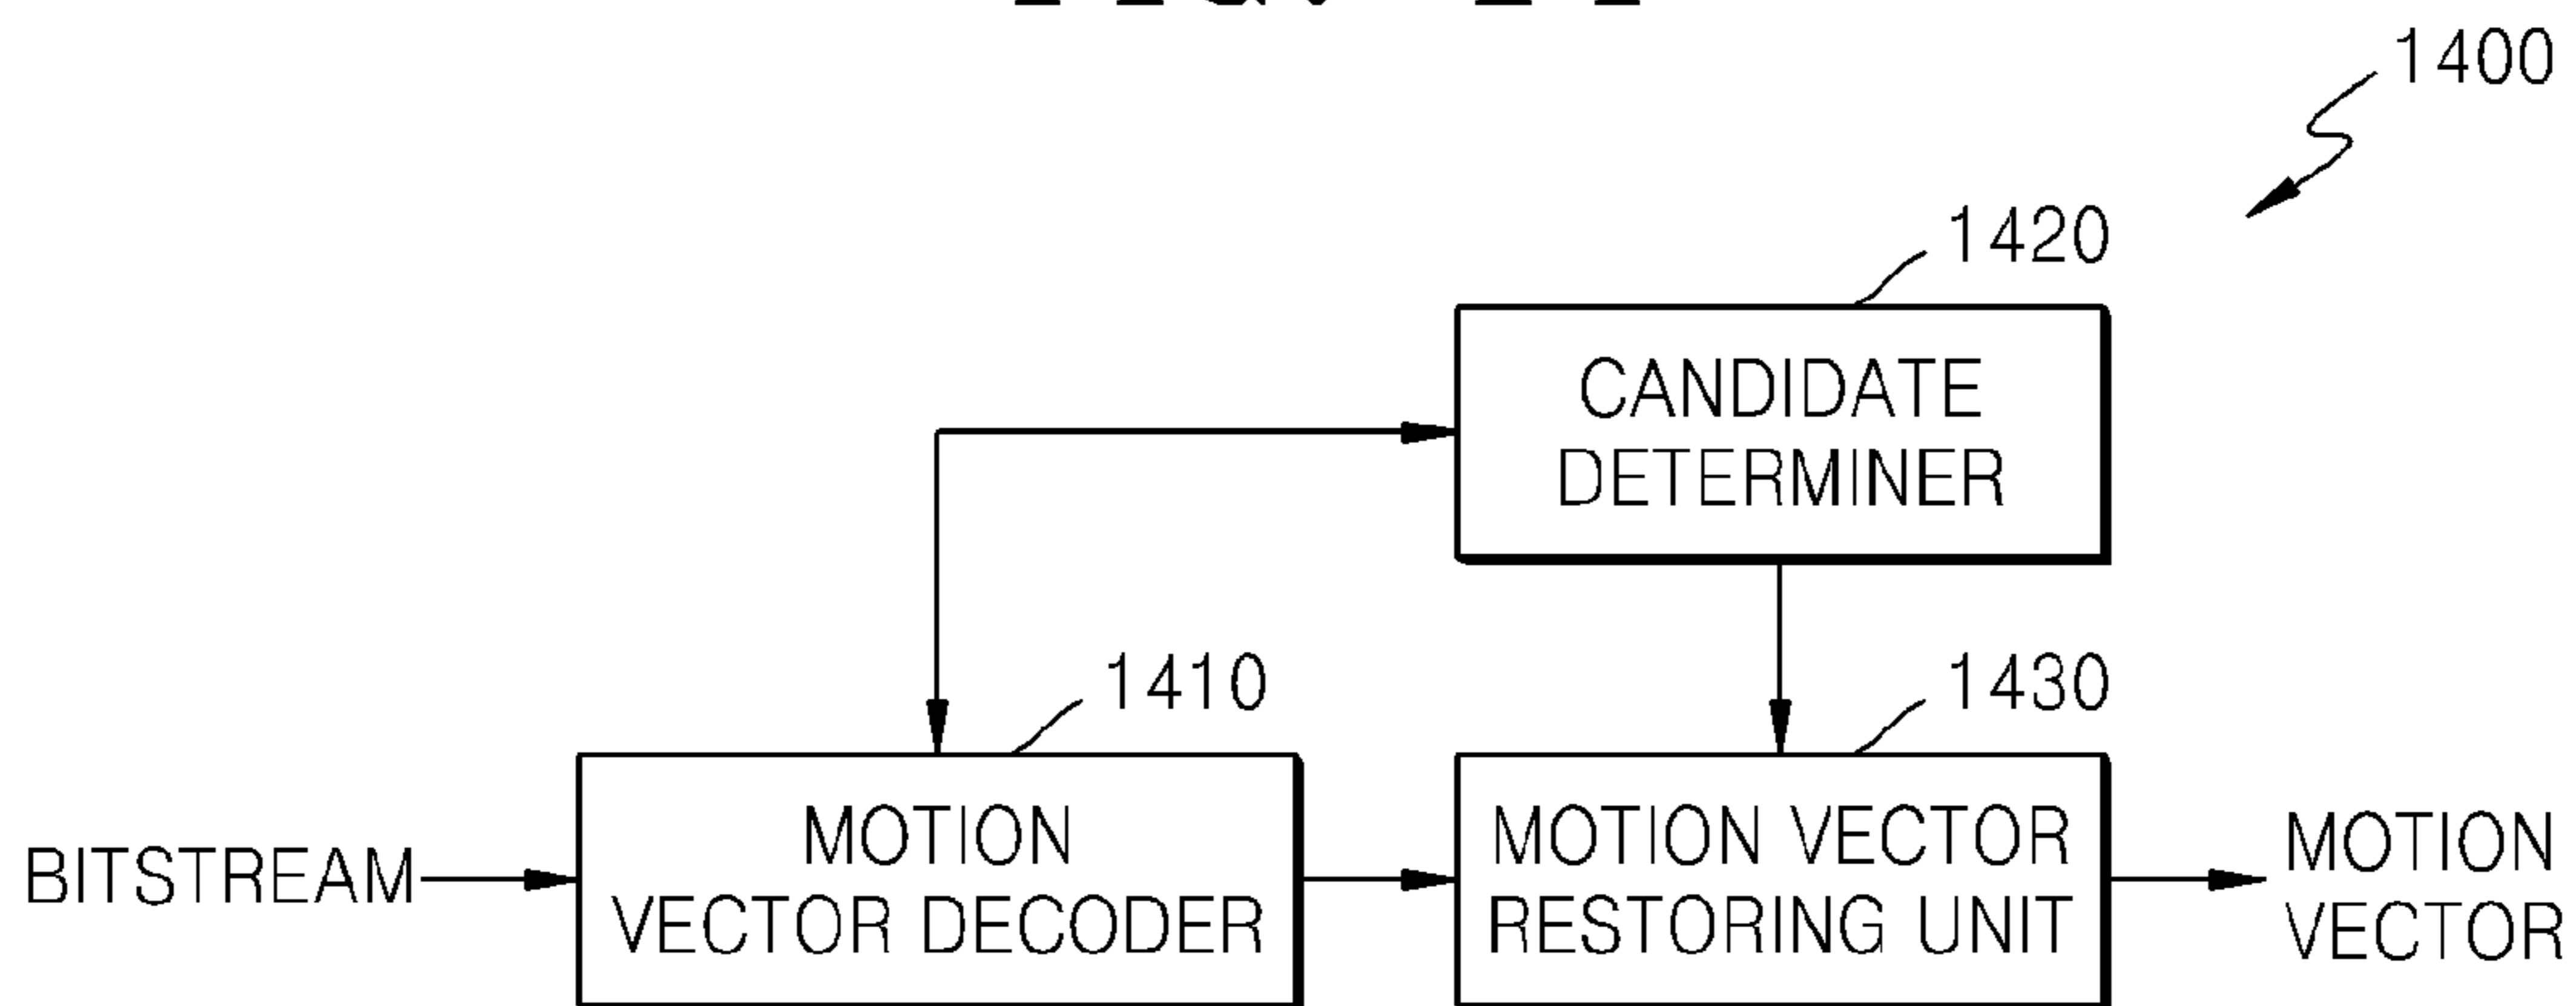 1400
1420
CANDIDATE
DETERMINER
1410
1430
BITSTREAM
MOTION
VECTOR DECODER
MOTION VECTOR
RESTORING UNIT
MOTION
VECTOR